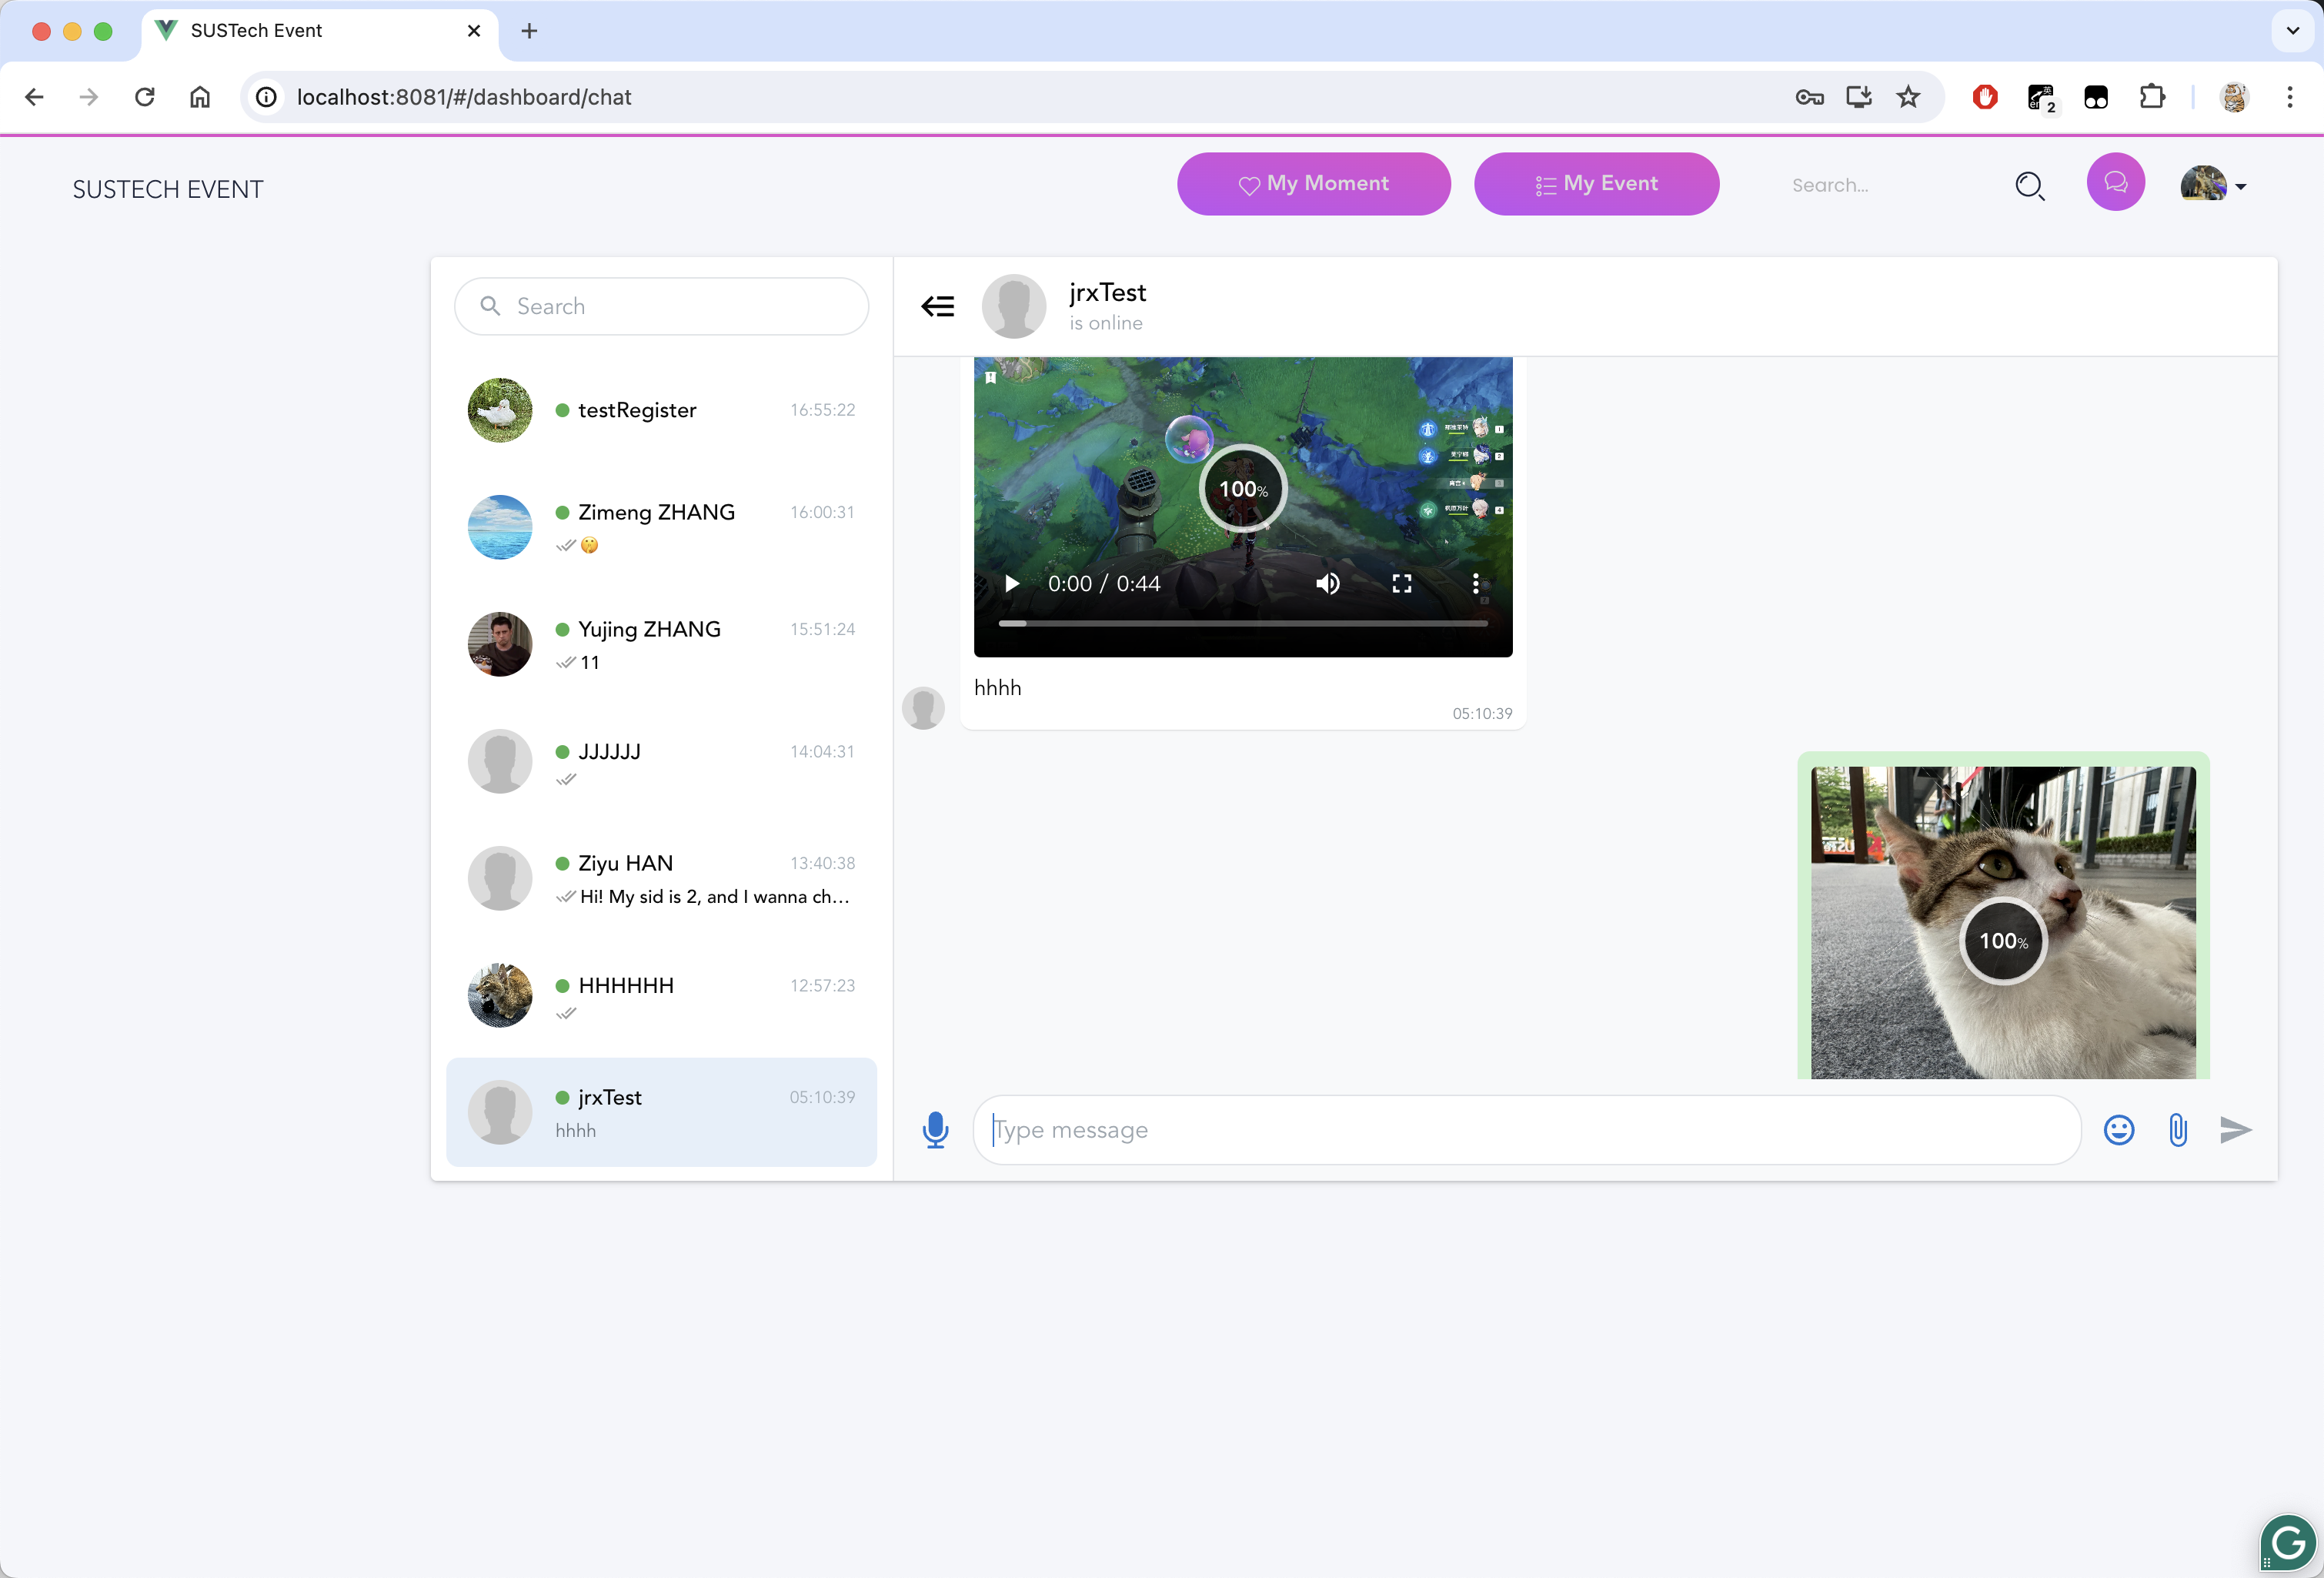 SUSTech Event
localhost:8081/#/dashboard/chat
2
SUSTECH EVENT
My Moment
My Event
Search...
Search
testRegister
16:55:22
Zimeng ZHANG
16:00:31
Yujing ZHANG
15:51:24
11
JJJJJJ
14:04:31
Ziyu HAN
13:40:38
Hi! My sid is 2, and I wanna ch...
HHHHHH
12:57:23
jrxTest
05:10:39
hhhh
jrxTest
is online
100%
0:00 / 0:44
hhhh
05:10:39
100%
Type message